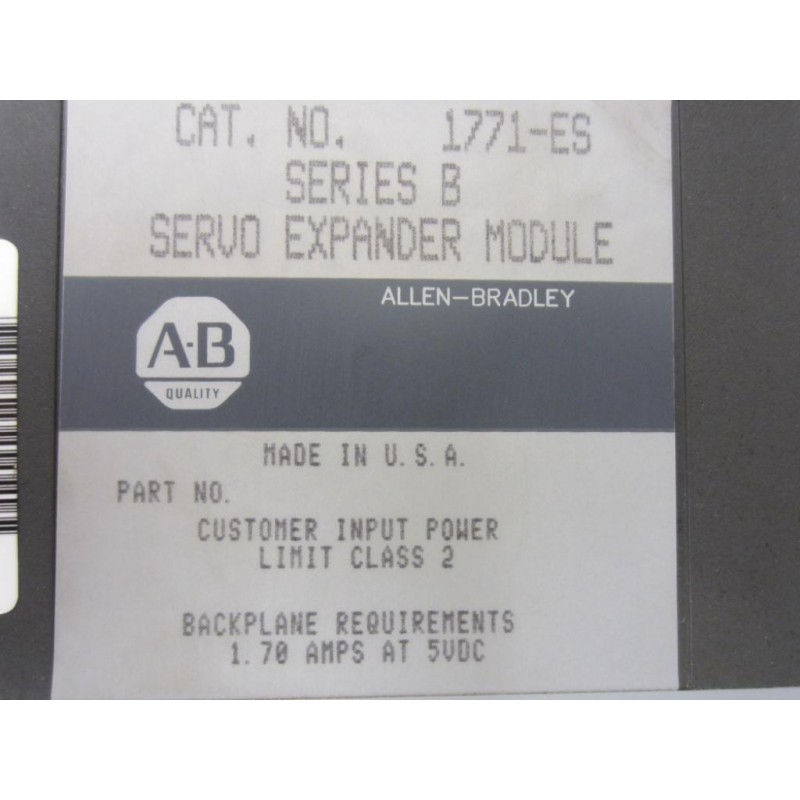 CAT. NO. 1771-ES
SERIES B
SERVO EXPANDER MODULE
ALLEN-BRADLEY
A-B
QUALITY
MADE IN U.S.A.
PART NO.
CUSTOMER INPUT POWER
LIMIT CLASS 2
BACKPLANE REQUIREMENTS
1.70 AMPS AT 5VDC